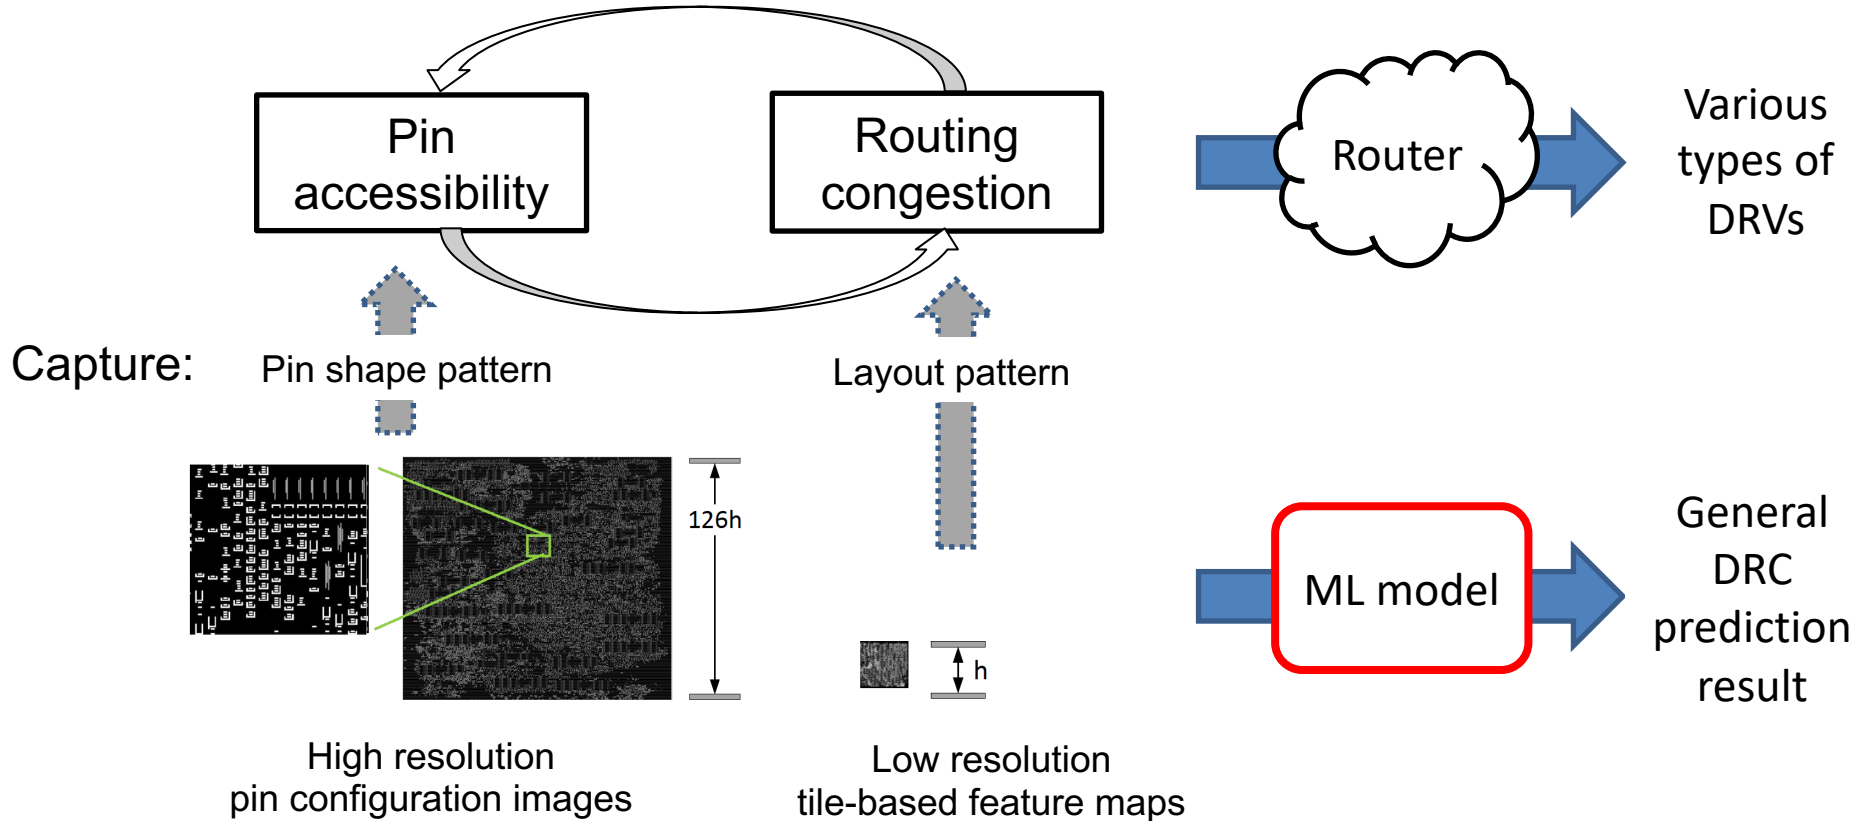 Pin
accessibility
Routing
congestion
Router
Various
types of
DRVs
Capture:
Pin shape pattern
Layout pattern
126h
h
ML model
General
DRC
prediction
result
High resolution
pin configuration images
Low resolution
tile-based feature maps